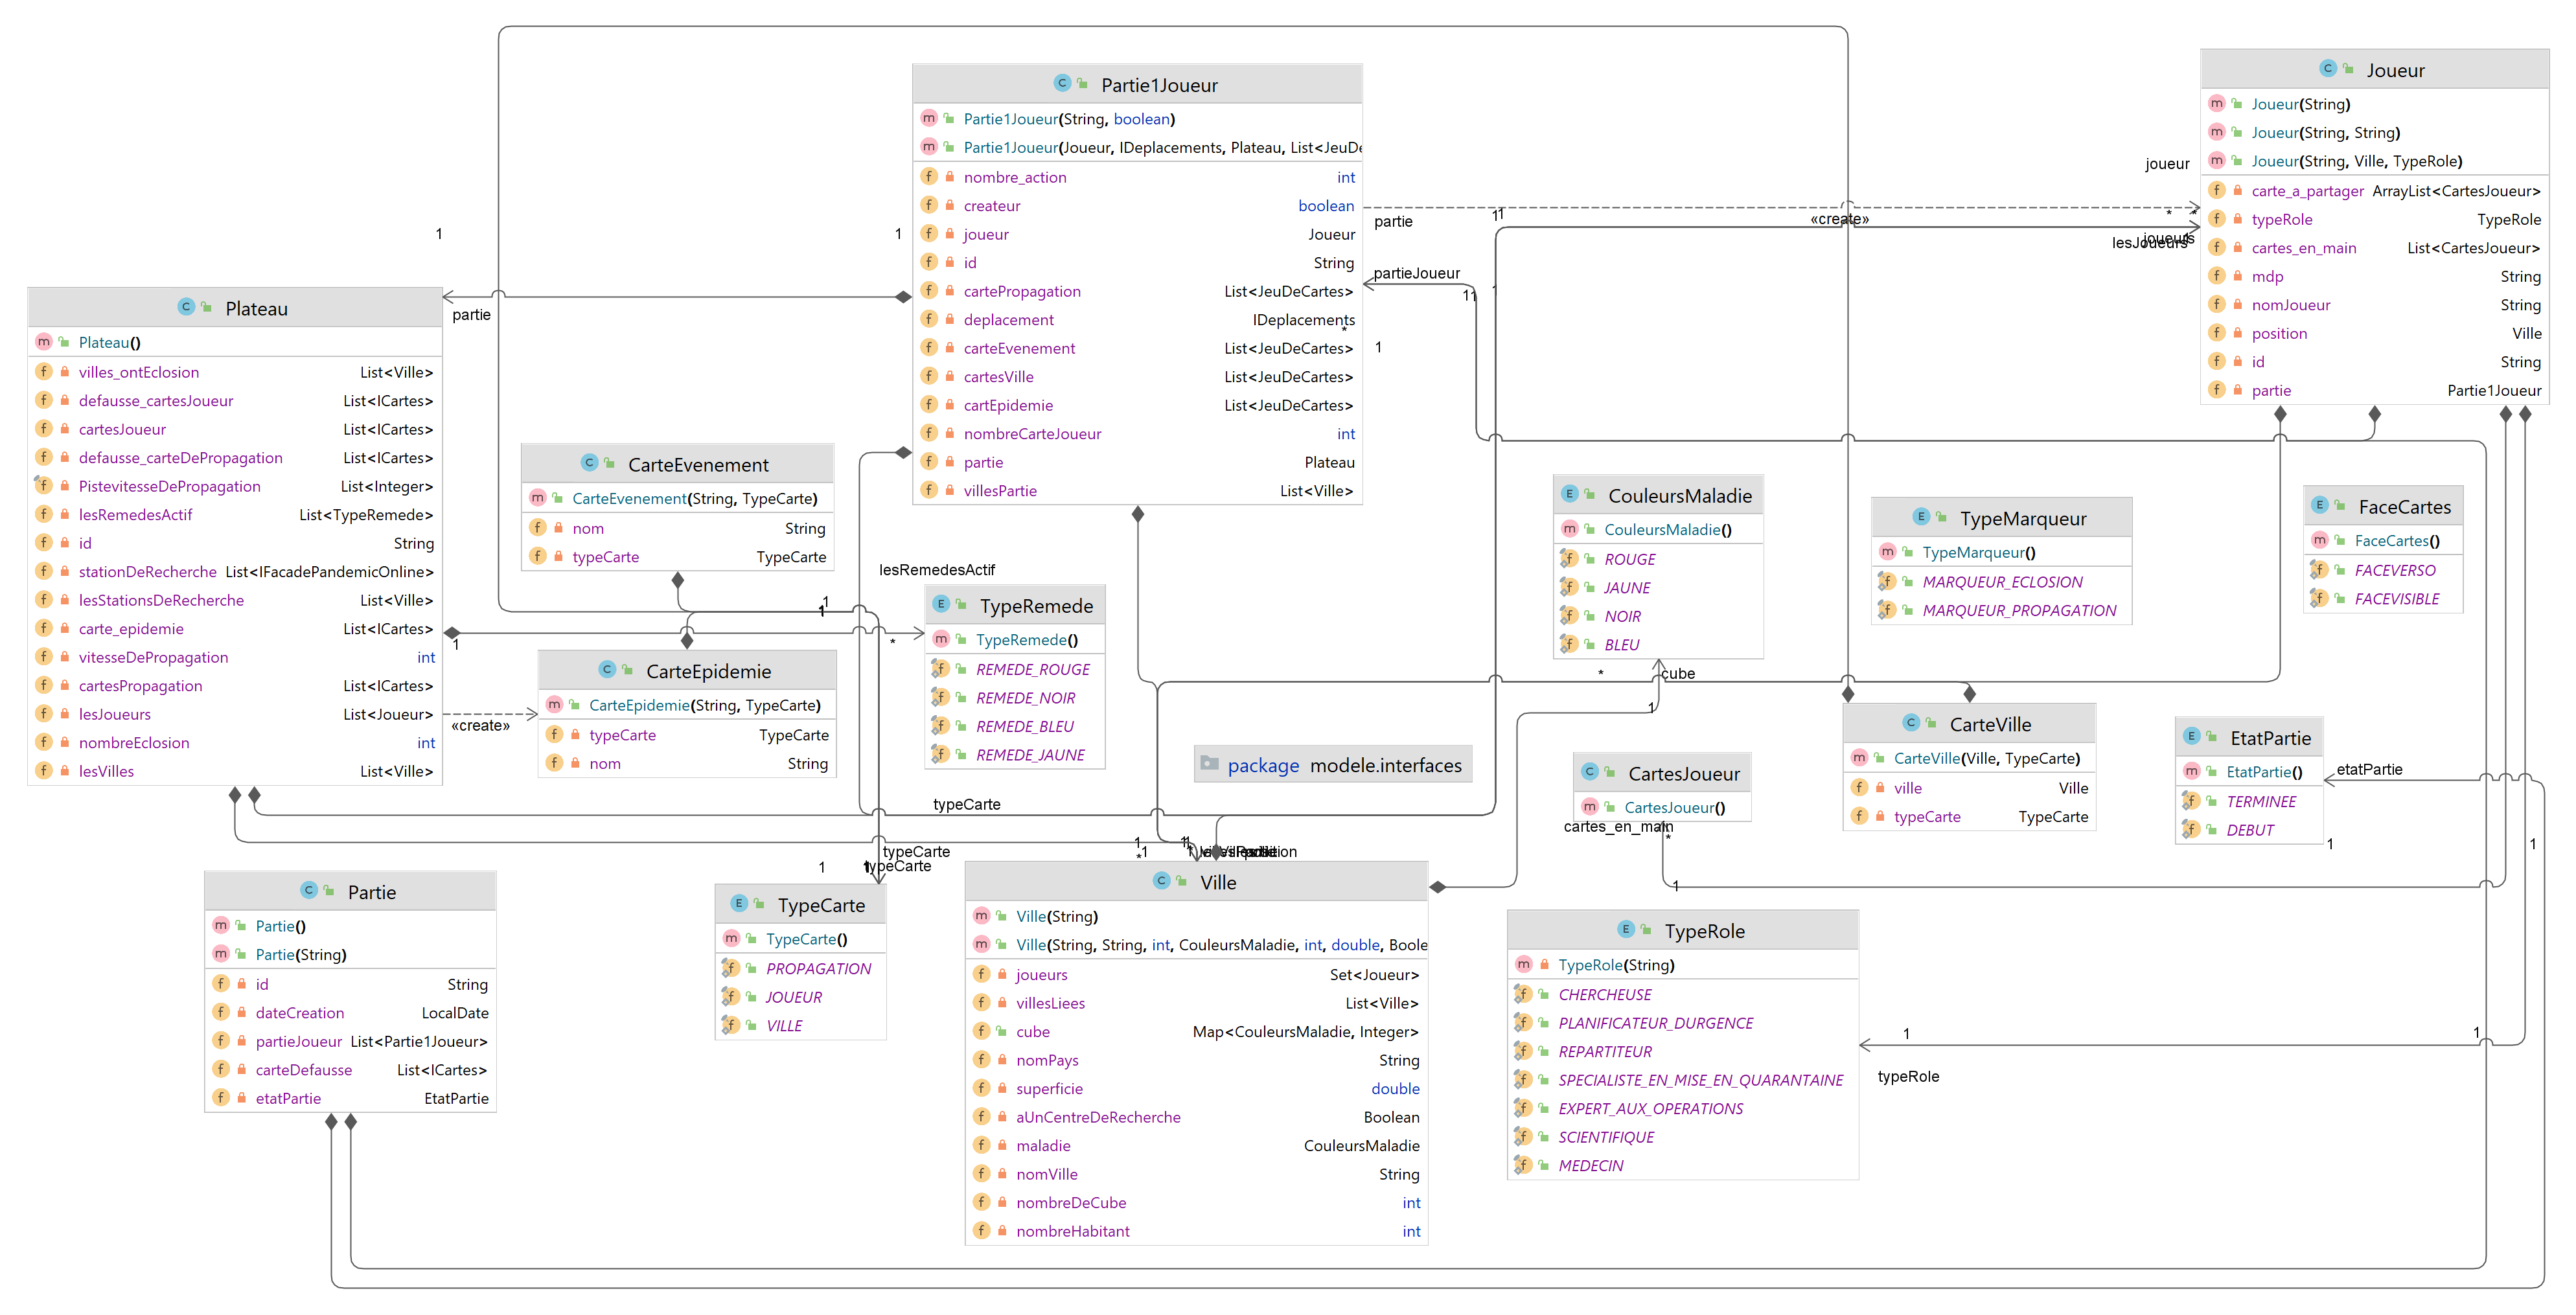 Partie1Joueur
Partie1Joueur(String, boolean)
Partie1Joueur(Joueur, IDeplacements, Plateau, List<JeuDe
nombre_action int
createur boolean
joueur Joueur
id String
cartePropagation List<JeuDeCartes>
deplacement IDeplacements
carteEvenement List<JeuDeCartes>
cartesVille List<JeuDeCartes>
cartEpidemie List<JeuDeCartes>
nombreCarteJoueur int
partie Plateau
villesPartie List<Ville>
Joueur
Joueur(String)
Joueur(String, String)
Joueur(String, Ville, TypeRole)
carte_a_partager ArrayList<CartesJoueur>
typeRole TypeRole
cartes_en_main List<CartesJoueur>
mdp String
nomJoueur String
position Ville
id String
partie Partie1Joueur
joueur
partie
«create»
joueurs
lesJoueurs
partieJoueur
1
1
partie
Plateau
Plateau()
villes_ontEclosion List<Ville>
defausse_cartesJoueur List<ICartes>
cartesJoueur List<ICartes>
defausse_carteDePropagation List<ICartes>
PistevitesseDePropagation List<Integer>
lesRemedesActif List<TypeRemede>
id String
stationDeRecherche List<IFacadePandemicOnline>
lesStationsDeRecherche List<Ville>
carte_epidemie List<ICartes>
vitesseDePropagation int
cartesPropagation List<ICartes>
lesJoueurs List<Joueur>
nombreEclosion int
lesVilles List<Ville>
CarteEvenement
CarteEvenement(String, TypeCarte)
nom String
typeCarte TypeCarte
lesRemedesActif
1
*
TypeRemede
TypeRemede()
REMEDE_ROUGE
REMEDE_NOIR
REMEDE_BLEU
REMEDE_JAUNE
CarteEpidemie
CarteEpidemie(String, TypeCarte)
typeCarte TypeCarte
nom String
«create»
CouleursMaladie
CouleursMaladie()
ROUGE
JAUNE
NOIR
BLEU
* cube
1
TypeMarqueur
TypeMarqueur()
MARQUEUR_ECLOSION
MARQUEUR_PROPAGATION
FaceCartes
FaceCartes()
FACEVERSO
FACEVISIBLE
package modele.interfaces
CartesJoueur
CartesJoueur()
cartes_en_main
*
1
CarteVille
CarteVille(Ville, TypeCarte)
ville Ville
typeCarte TypeCarte
EtatPartie
EtatPartie()
TERMINEE
DEBUT
etatPartie
1
1
typeCarte
typeCarte
typeCarte
1
Partie
Partie()
Partie(String)
id String
dateCreation LocalDate
partieJoueur List<Partie1Joueur>
carteDefausse List<ICartes>
etatPartie EtatPartie
TypeCarte
TypeCarte()
PROPAGATION
JOUEUR
VILLE
Ville
Ville(String)
Ville(String, String, int, CouleursMaladie, int, double, Boole
joueurs Set<Joueur>
villesLiees List<Ville>
cube Map<CouleursMaladie, Integer>
nomPays String
superficie double
aUnCentreDeRecherche Boolean
maladie CouleursMaladie
nomVille String
nombreDeCube int
nombreHabitant int
TypeRole
TypeRole(String)
CHERCHEUSE
PLANIFICATEUR_DURGENCE
REPARTITEUR
SPECIALISTE_EN_MISE_EN_QUARANTAINE
EXPERT_AUX_OPERATIONS
SCIENTIFIQUE
MEDECIN
1
1
typeRole